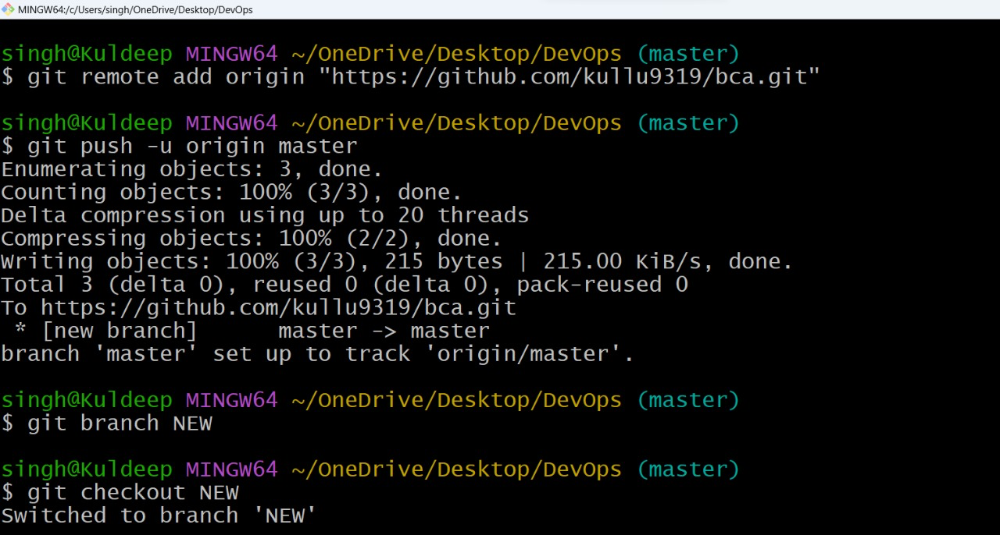 MINGW64:/c/Users/singh/OneDrive/Desktop/DevOps
singh@Kuldeep MINGW64 ~/OneDrive/Desktop/DevOps (master)
$ git remote add origin "https://github.com/kullu9319/bca.git"
singh@Kuldeep MINGW64 ~/OneDrive/Desktop/DevOps (master)
$ git push -u origin master
Enumerating objects: 3, done.
Counting objects: 100% (3/3), done.
Delta compression using up to 20 threads
Compressing objects: 100% (2/2), done.
Writing objects: 100% (3/3), 215 bytes | 215.00 KiB/s, done.
Total 3 (delta 0), reused 0 (delta 0), pack-reused 0
To https://github.com/kullu9319/bca.git
 * [new branch]      master -> master
branch 'master' set up to track 'origin/master'.
singh@Kuldeep MINGW64 ~/OneDrive/Desktop/DevOps (master)
$ git branch NEW
singh@Kuldeep MINGW64 ~/OneDrive/Desktop/DevOps (master)
$ git checkout NEW
Switched to branch 'NEW'